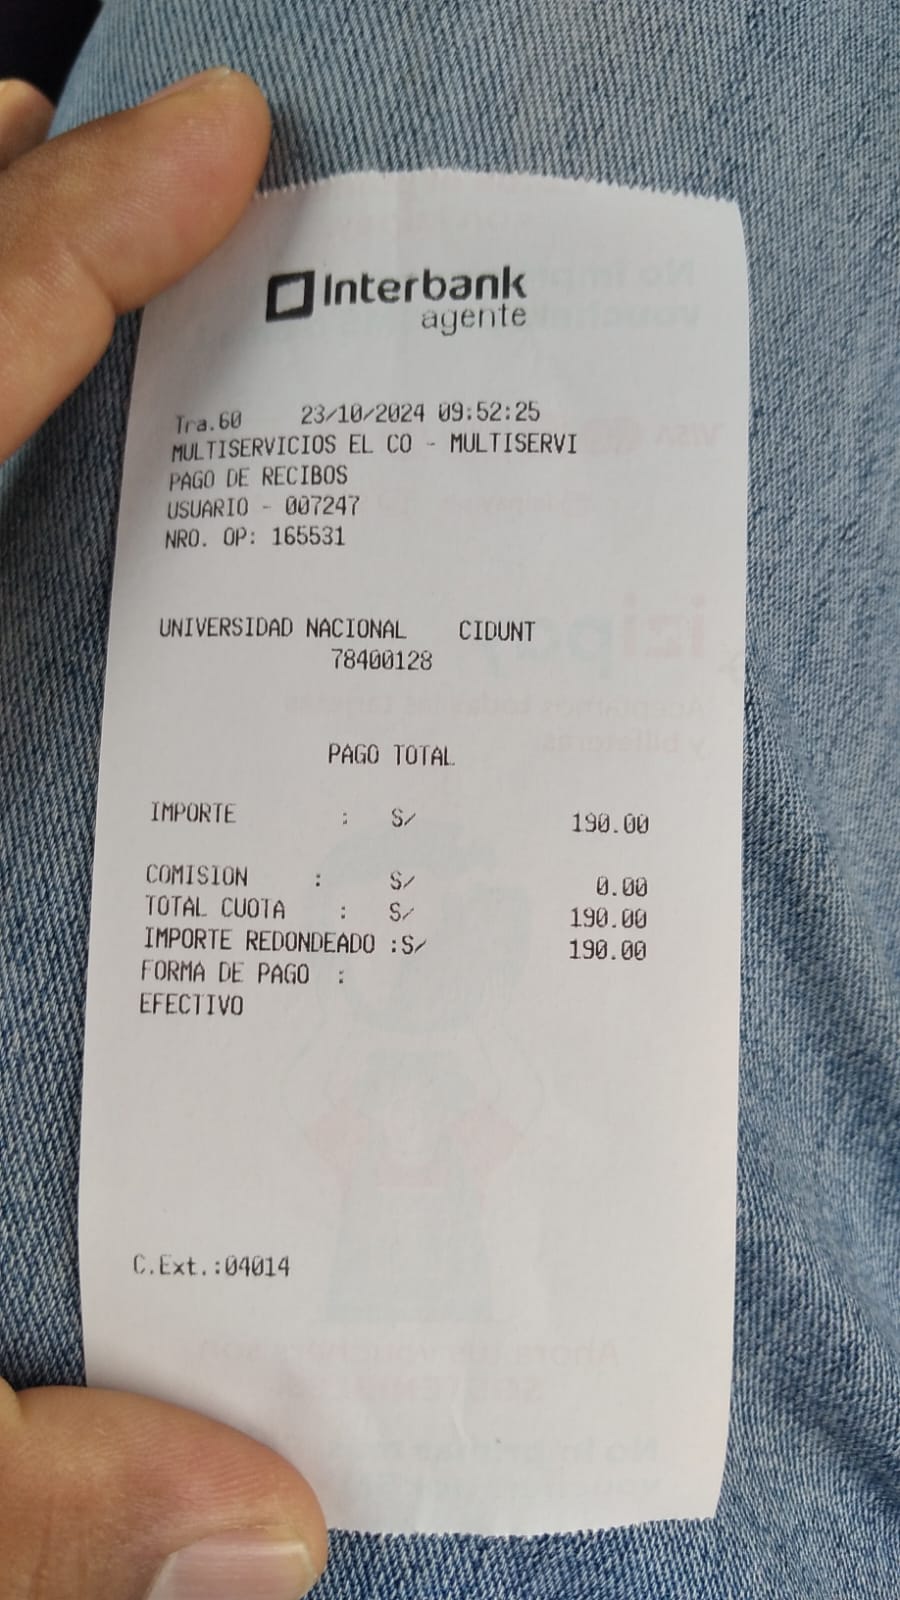 Interbank
agente
Tra.60 23/10/2024 09:52:25
MULTISERVICIOS EL CO - MULTISERVI
PAGO DE RECIBOS
USUARIO - 007247
NRO. OP: 165531
UNIVERSIDAD NACIONAL CIDUNT
78400128
PAGO TOTAL
IMPORTE : S/ 190.00
COMISION : S/ 0.00
TOTAL CUOTA : S/ 190.00
IMPORTE REDONDEADO :S/ 190.00
FORMA DE PAGO :
EFECTIVO
C.Ext.:04014